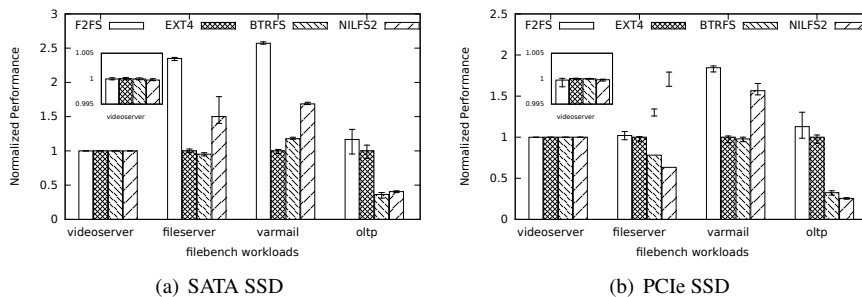 F2FS EXT4 BTRFS NILFS2
3
2.5
2
1.5
1
0.5
0
Normalized Performance
1.005
1
0.995
videoserver
videoserver fileserver varmail oltp
filebench workloads
(a) SATA SSD
F2FS EXT4 BTRFS NILFS2
2.5
2
1.5
1
0.5
0
Normalized Performance
1.005
1
0.995
videoserver
videoserver fileserver varmail oltp
filebench workloads
(b) PCIe SSD